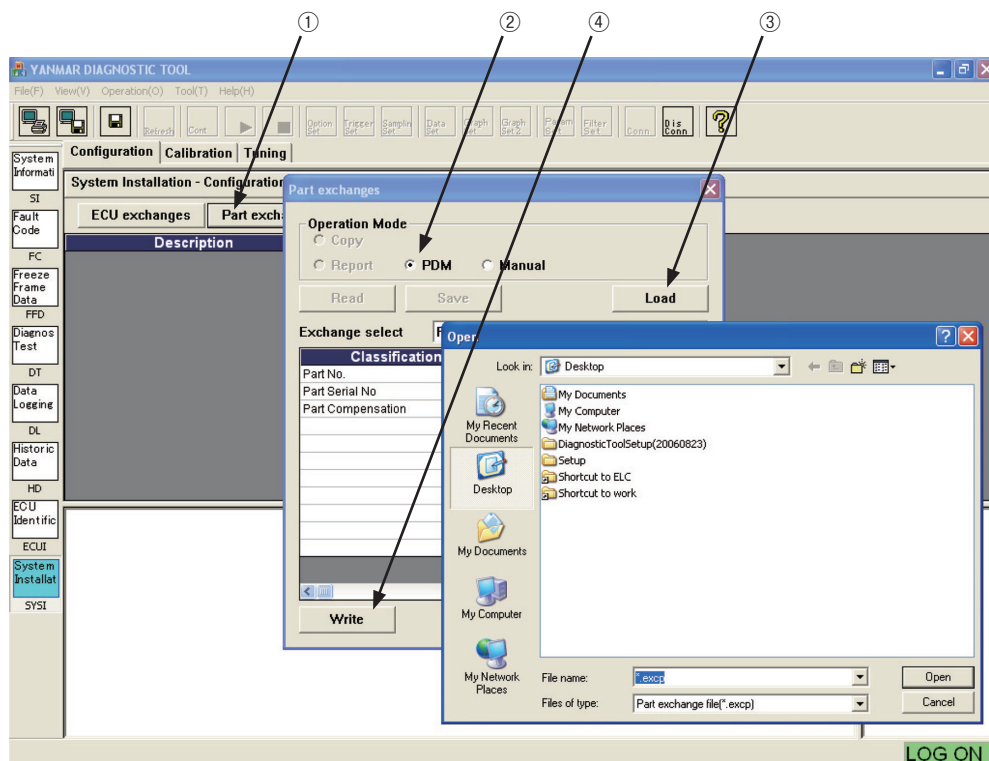 ① ② ④ ③
YANMAR DIAGNOSTIC TOOL
File(F) View(V) Operation(O) Tool(T) Help(H)
Refresh Cont Option Set Trigger Set Samplin Set Data Set Graph Set Graph Set2 Param Set Filter Set Conn Dis Conn
System Informati
SI
Fault Code
FC
Freeze Frame Data
FFD
Diagnos Test
DT
Data Logging
DL
Historic Data
HD
ECU Identific
ECUI
System Installat
SYSI
Configuration Calibration Tuning
System Installation - Configuration
ECU exchanges Part exch
Description
Part exchanges
Operation Mode
Copy
Report PDM Manual
Read Save Load
Exchange select
Classification
Part No.
Part Serial No
Part Compensation
Write
Open
Look in: Desktop
My Recent Documents
Desktop
My Documents
My Computer
My Network Places
My Documents
My Computer
My Network Places
DiagnosticToolSetup(20060823)
Setup
Shortcut to ELC
Shortcut to work
File name: *.excp Open
Files of type: Part exchange file(*.excp) Cancel
LOG ON